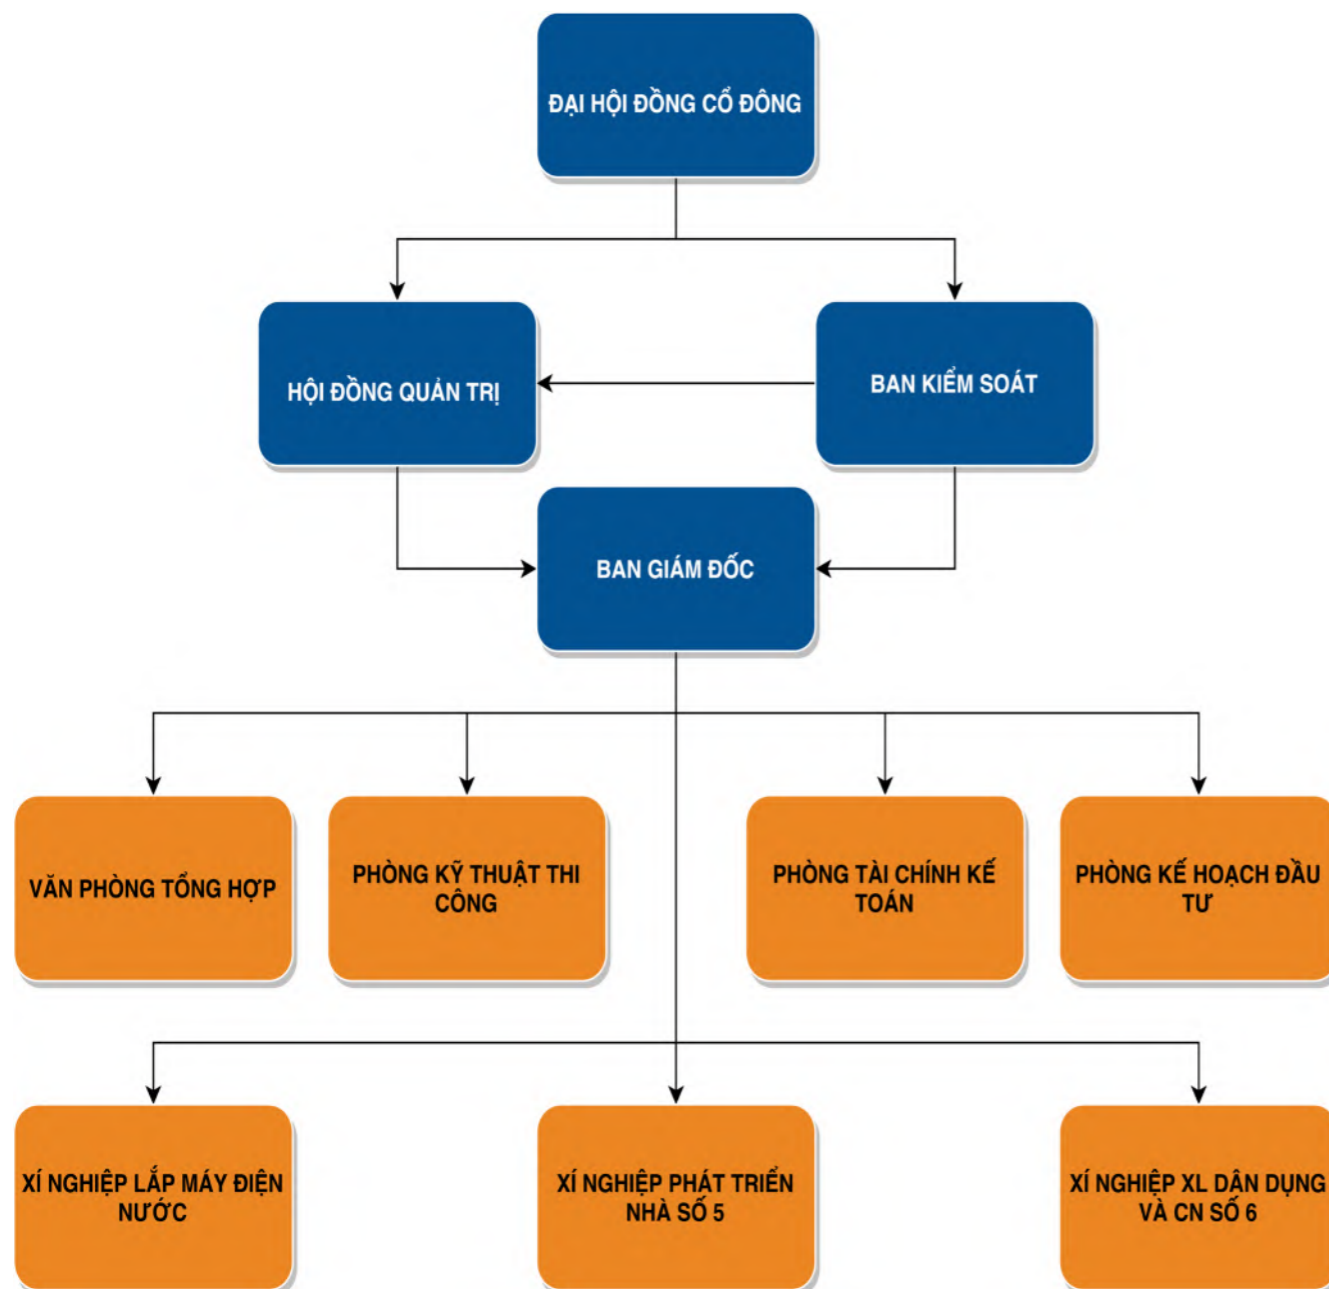 ĐẠI HỘI ĐỒNG CỔ ĐÔNG
HỘI ĐỒNG QUẢN TRỊ
BAN KIỂM SOÁT
BAN GIÁM ĐỐC
VĂN PHÒNG TỔNG HỢP
PHÒNG KỸ THUẬT THI
CÔNG
PHÒNG TÀI CHÍNH KẾ
TOÁN
PHÒNG KẾ HOẠCH ĐẦU
TƯ
XÍ NGHIỆP LẮP MÁY ĐIỆN
NƯỚC
XÍ NGHIỆP PHÁT TRIỂN
NHÀ SỐ 5
XÍ NGHIỆP XL DÂN DỤNG
VÀ CN SỐ 6